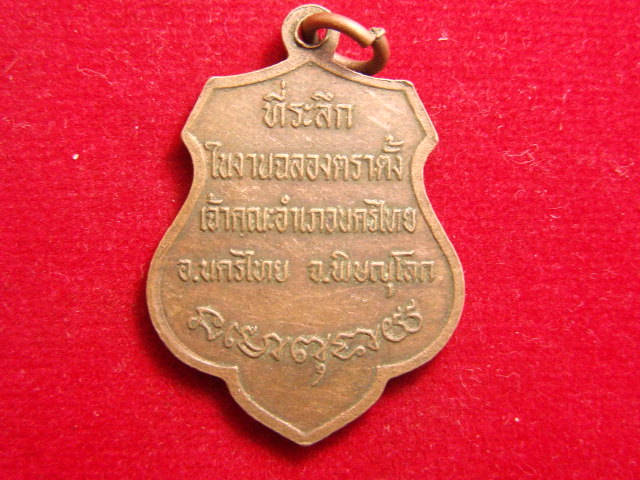 ที่ระลึก
ในงานฉลองตราตั้ง
เจ้าคณะอำเภอนครไทย
อ.นครไทย จ.พิษณุโลก